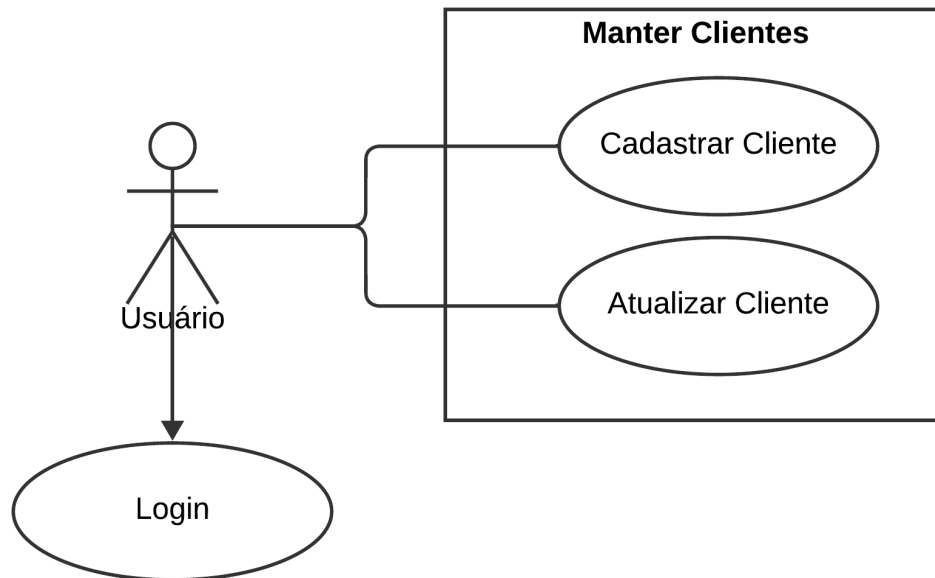 Manter Clientes
Cadastrar Cliente
Atualizar Cliente
Usuário
Login